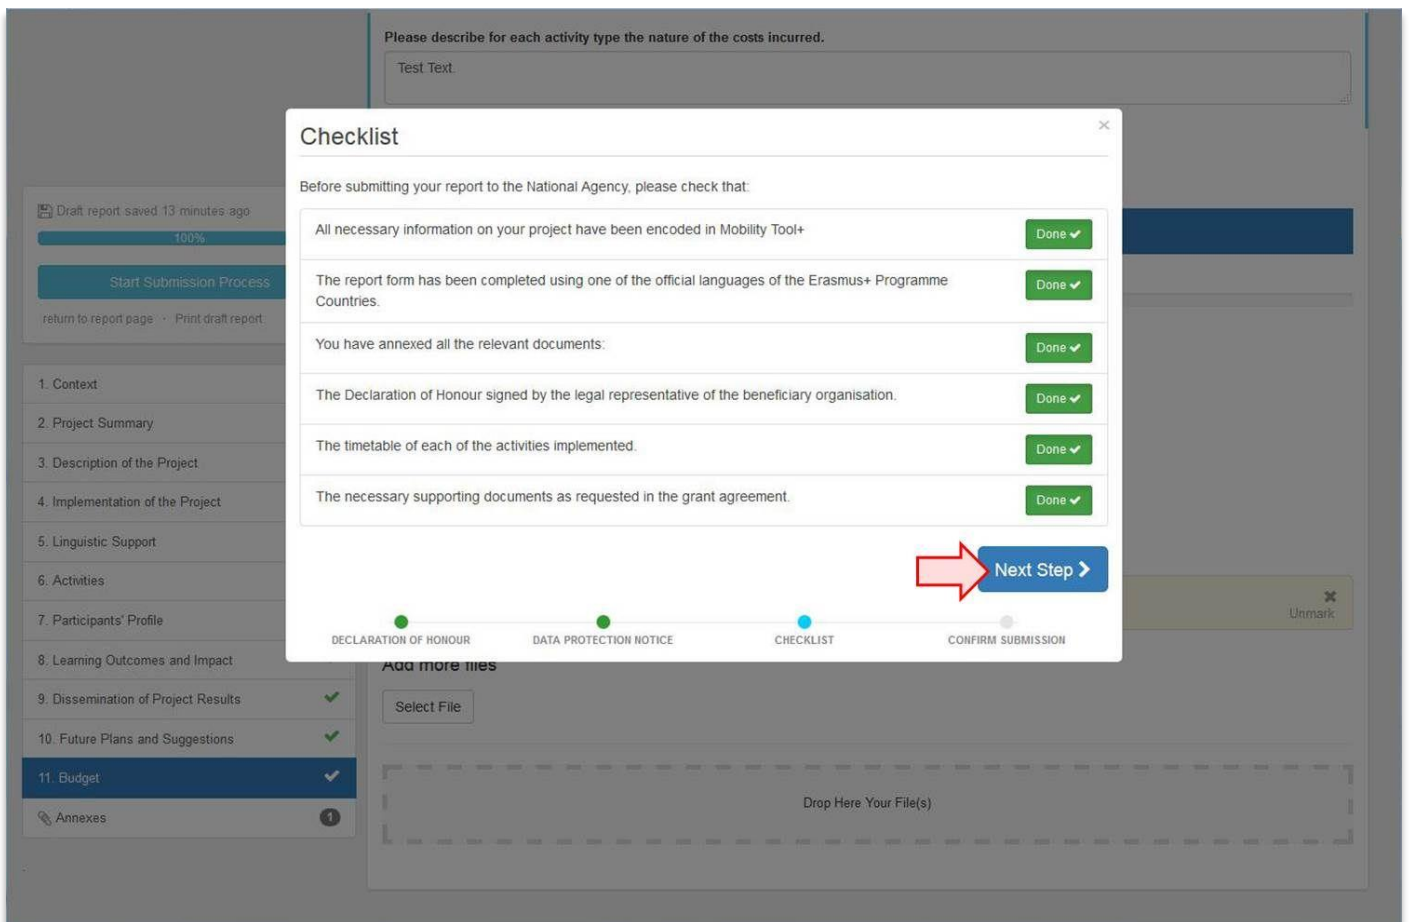 Please describe for each activity type the nature of the costs incurred.
Test Text.
Checklist
Before submitting your report to the National Agency, please check that:
All necessary information on your project have been encoded in Mobility Tool+
Done
The report form has been completed using one of the official languages of the Erasmus+ Programme
Countries.
Done
You have annexed all the relevant documents:
Done
The Declaration of Honour signed by the legal representative of the beneficiary organisation.
Done
The timetable of each of the activities implemented.
Done
The necessary supporting documents as requested in the grant agreement.
Done
Next Step
DECLARATION OF HONOUR
DATA PROTECTION NOTICE
CHECKLIST
CONFIRM SUBMISSION
Draft report saved 13 minutes ago
100%
Start Submission Process
return to report page · Print draft report
1. Context
2. Project Summary
3. Description of the Project
4. Implementation of the Project
5. Linguistic Support
6. Activities
7. Participants' Profile
8. Learning Outcomes and Impact
9. Dissemination of Project Results
10. Future Plans and Suggestions
11. Budget
Annexes
1
Unmark
Add more files
Select File
Drop Here Your File(s)